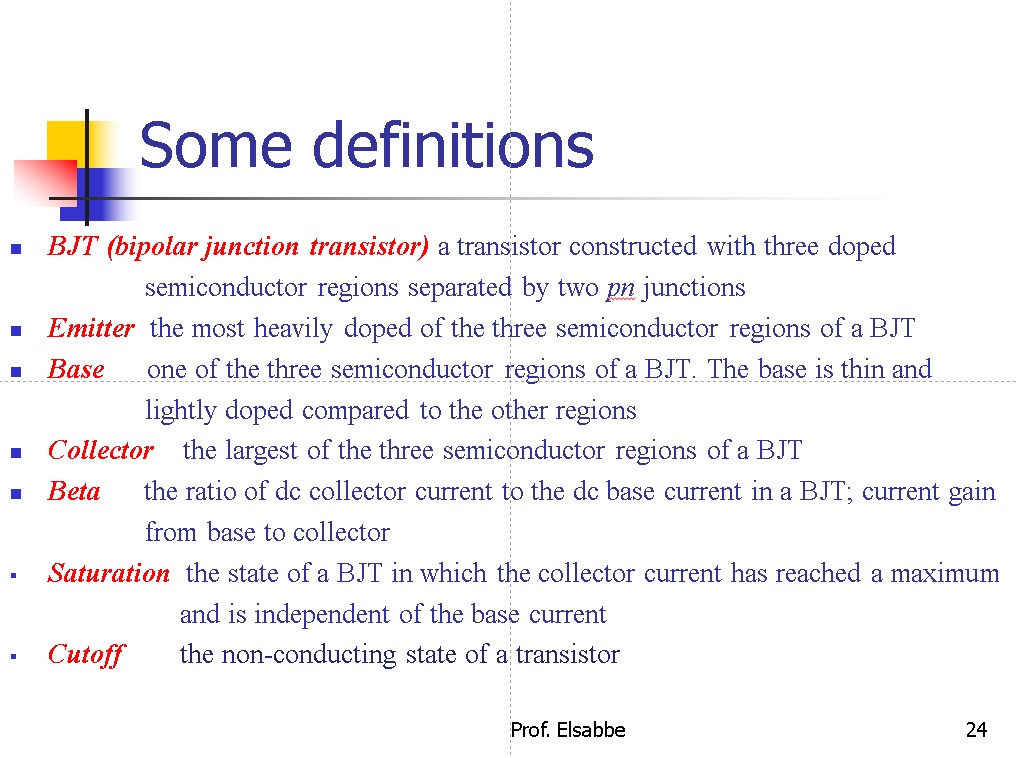 Some definitions
BJT (bipolar junction transistor) a transistor constructed with three doped
semiconductor regions separated by two pn junctions
Emitter the most heavily doped of the three semiconductor regions of a BJT
Base one of the three semiconductor regions of a BJT. The base is thin and
lightly doped compared to the other regions
Collector the largest of the three semiconductor regions of a BJT
Beta the ratio of dc collector current to the dc base current in a BJT; current gain
from base to collector
Saturation the state of a BJT in which the collector current has reached a maximum
and is independent of the base current
Cutoff the non-conducting state of a transistor
Prof. Elsabbe
24